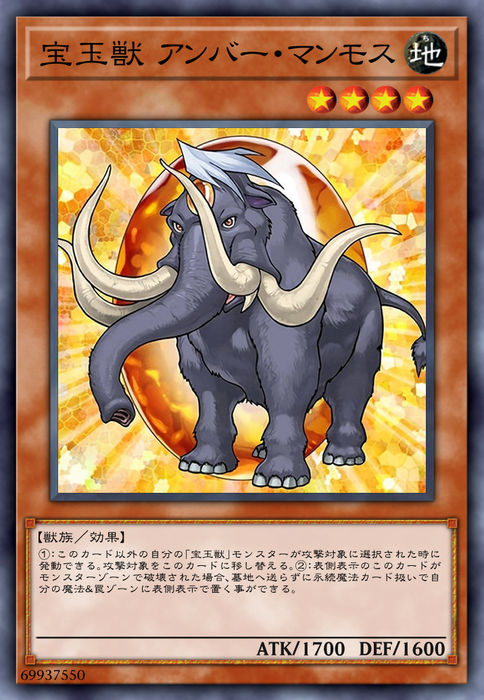 宝玉獣 アンバー・マンモス
地
ち
【獣族／効果】
①:このカード以外の自分の「宝玉獣」モンスターが攻撃対象に選択された時に
発動できる。攻撃対象をこのカードに移し替える。②:表側表示のこのカードが
モンスターゾーンで破壊された場合、墓地へ送らずに永続魔法カード扱いで自
分の魔法&罠ゾーンに表側表示で置く事ができる。
ATK/1700 DEF/1600
69937550